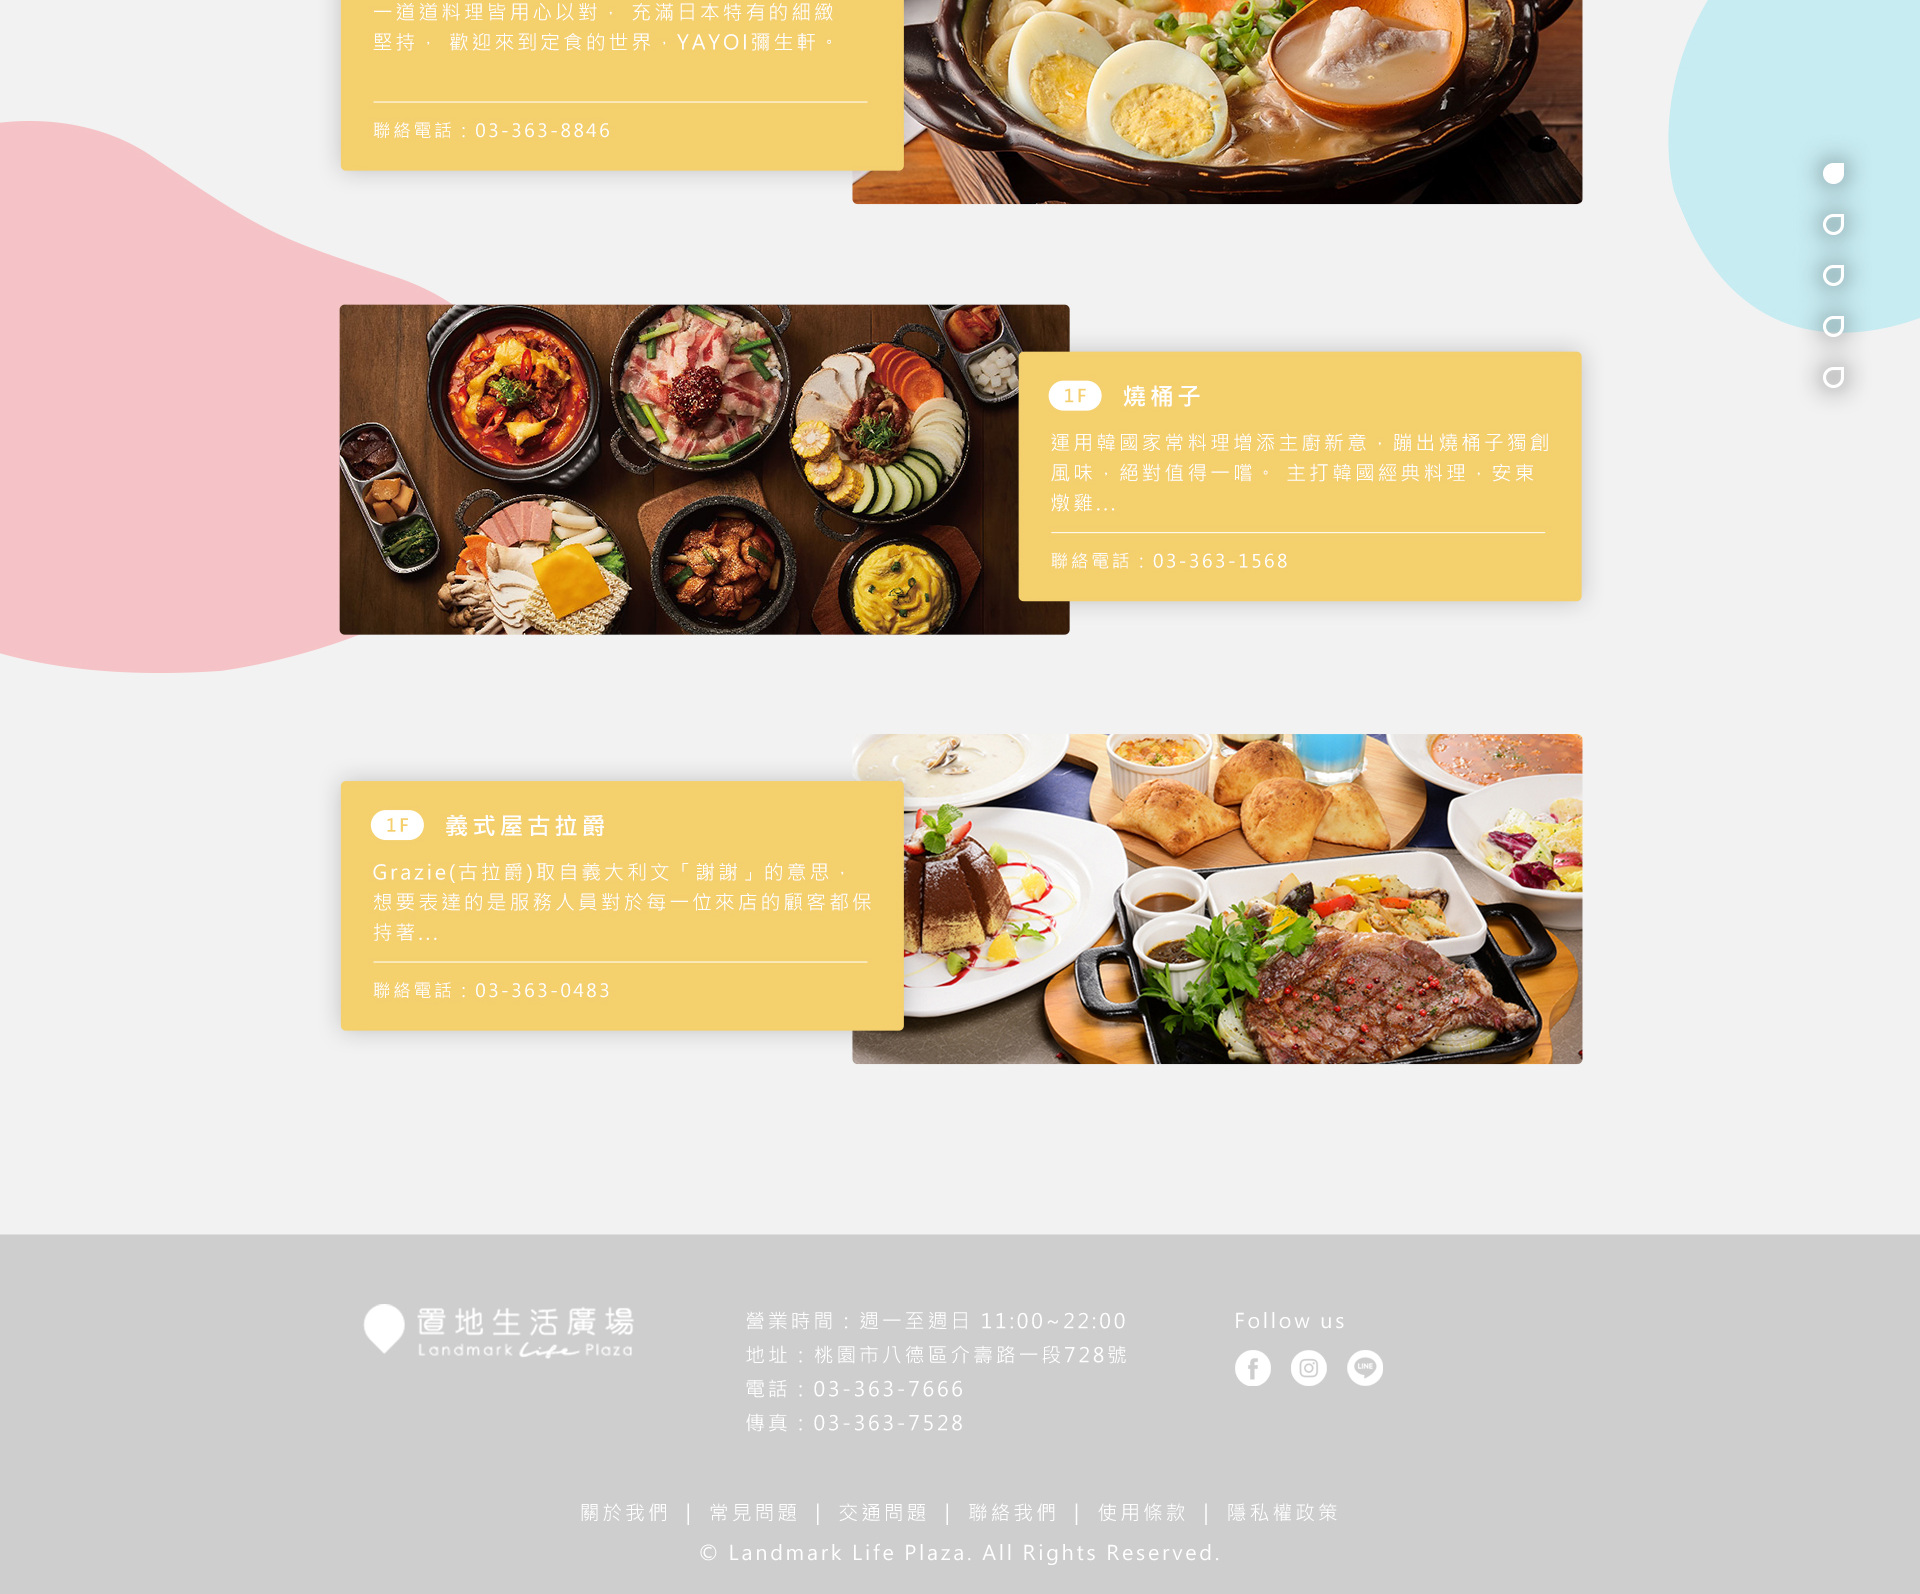 一道道料理皆用心以對， 充滿日本特有的細緻
堅持， 歡迎來到定食的世界，YAYOI彌生軒。
聯絡電話：03-363-8846
1F 燒桶子
運用韓國家常料理增添主廚新意，蹦出燒桶子獨創
風味，絕對值得一嚐。 主打韓國經典料理，安東
燉雞...
聯絡電話：03-363-1568
1F 義式屋古拉爵
Grazie(古拉爵)取自義大利文「謝謝」的意思，
想要表達的是服務人員對於每一位來店的顧客都保
持著...
聯絡電話：03-363-0483
置地生活廣場
Landmark Life Plaza
營業時間：週一至週日 11:00~22:00
地址：桃園市八德區介壽路一段728號
電話：03-363-7666
傳真：03-363-7528
Follow us
LINE
關於我們 | 常見問題 | 交通問題 | 聯絡我們 | 使用條款 | 隱私權政策
© Landmark Life Plaza. All Rights Reserved.